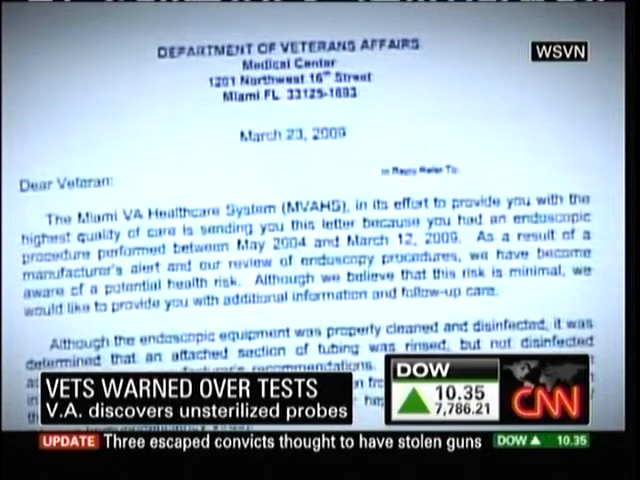 DEPARTMENT OF VETERANS AFFAIRS
WSVN
Medical Center
1201 Northwest 16th Street
Miami FL 33125-1693
March 23, 2009
In Reply Refer To:
Dear Veteran:
The Miami VA Healthcare System (MVAHS), in its effort to provide you with the
highest quality of care is sending you this letter because you had an endoscopic
procedure performed between May 2004 and March 12, 2009. As a result of a
manufacturer's alert and our review of endoscopy procedures, we have become
aware of a potential health risk. Although we believe that this risk is minimal, we
would like to provide you with additional information and follow-up care.
Although the endoscopic equipment was properly cleaned and disinfected, it was
determined that an attached section of tubing was rinsed, but not disinfected
recommendations.
VETS WARNED OVER TESTS
V.A. discovers unsterilized probes
DOW
10.35
7,786.21
CNN
UPDATE Three escaped convicts thought to have stolen guns DOW ▲ 10.35